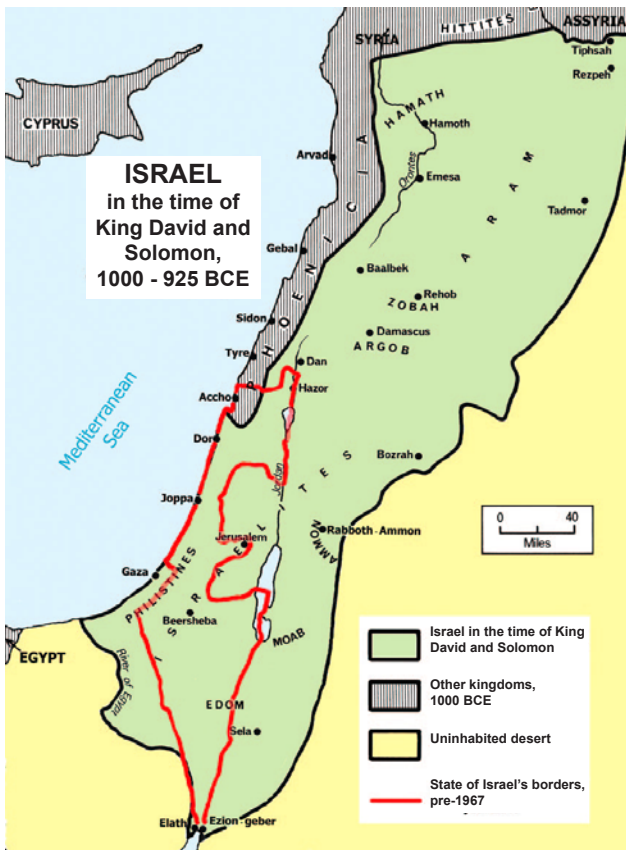 HITTITES
ASSYRIA
SYRIA
Tiphsah
Rezpeh
CYPRUS
HAMATH
Hamoth
Arvad
ISRAEL
in the time of
King David and
Solomon,
1000 - 925 BCE
Orontes
Emesa
ARAM
Tadmor
Gebal
PHOENICIA
Baalbek
Rehob
ZOBAH
Sidon
Damascus
ARGOB
Tyre
Dan
Hazor
Accho
Mediterranean
Sea
Dor
Bozrah
Jordan
Joppa
ISRAELITES
0 40
Miles
Jerusalem
AMMON
Rabboth-Ammon
Gaza
PHILISTINES
Beersheba
MOAB
EGYPT
River of Egypt
EDOM
Sela
Elath
Ezion-geber
Israel in the time of King
David and Solomon
Other kingdoms,
1000 BCE
Uninhabited desert
State of Israel's borders,
pre-1967